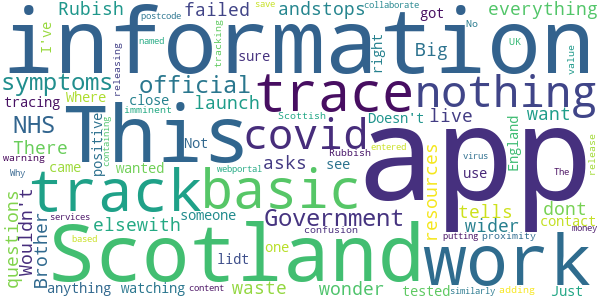 postcode
collaborate
save
Rubish
failed
andstops
got
No
UK
everything
information
I've
named
tracking
releasing
sure
right
Big
value
symptoms
official
trace
nothing
tracing
Where
close
launch
Doesn't
live
want
imminent
Scottish
NHS
This
covid
app
England
release
positive
There
came
wanted
Not
asks
see
Rubbish
entered
virus
The
warning
containing
Why
webportal
use
track
basic
resources
tells
dont
contact
questions
Wouldn't
Brother
someone
Government
wider
services
elsewith
one
confusion
putting
proximity
money
based
Scotland
lidt
work
anything
watching
content
waste
wonder
tested
similarly
adding
Just